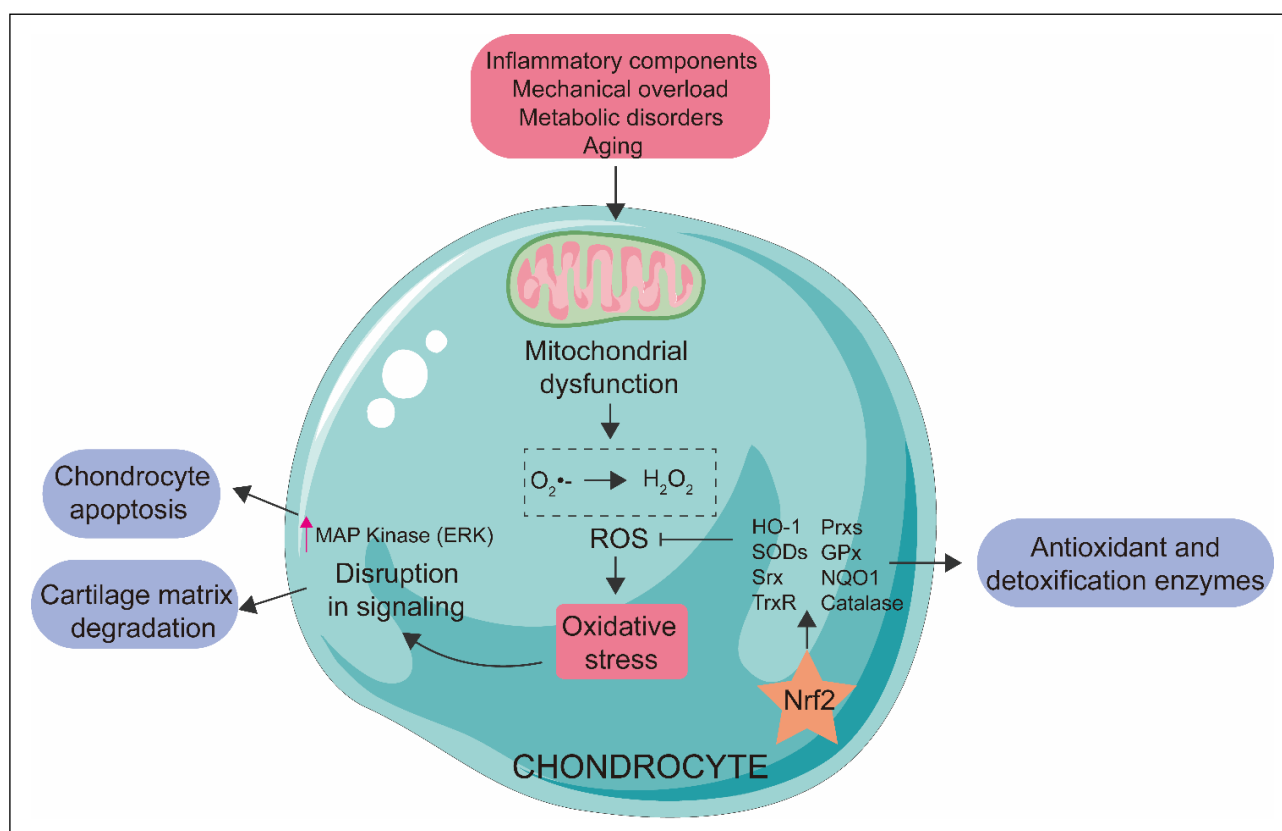 Inflammatory components
Mechanical overload
Metabolic disorders
Aging
Mitochondrial
dysfunction
O₂•- H₂O₂
ROS
Oxidative
stress
HO-1 Prxs
SODs GPx
Srx NQO1
TrxR Catalase
Nrf2
Antioxidant and
detoxification enzymes
MAP Kinase (ERK)
Disruption
in signaling
Chondrocyte
apoptosis
Cartilage matrix
degradation
CHONDROCYTE